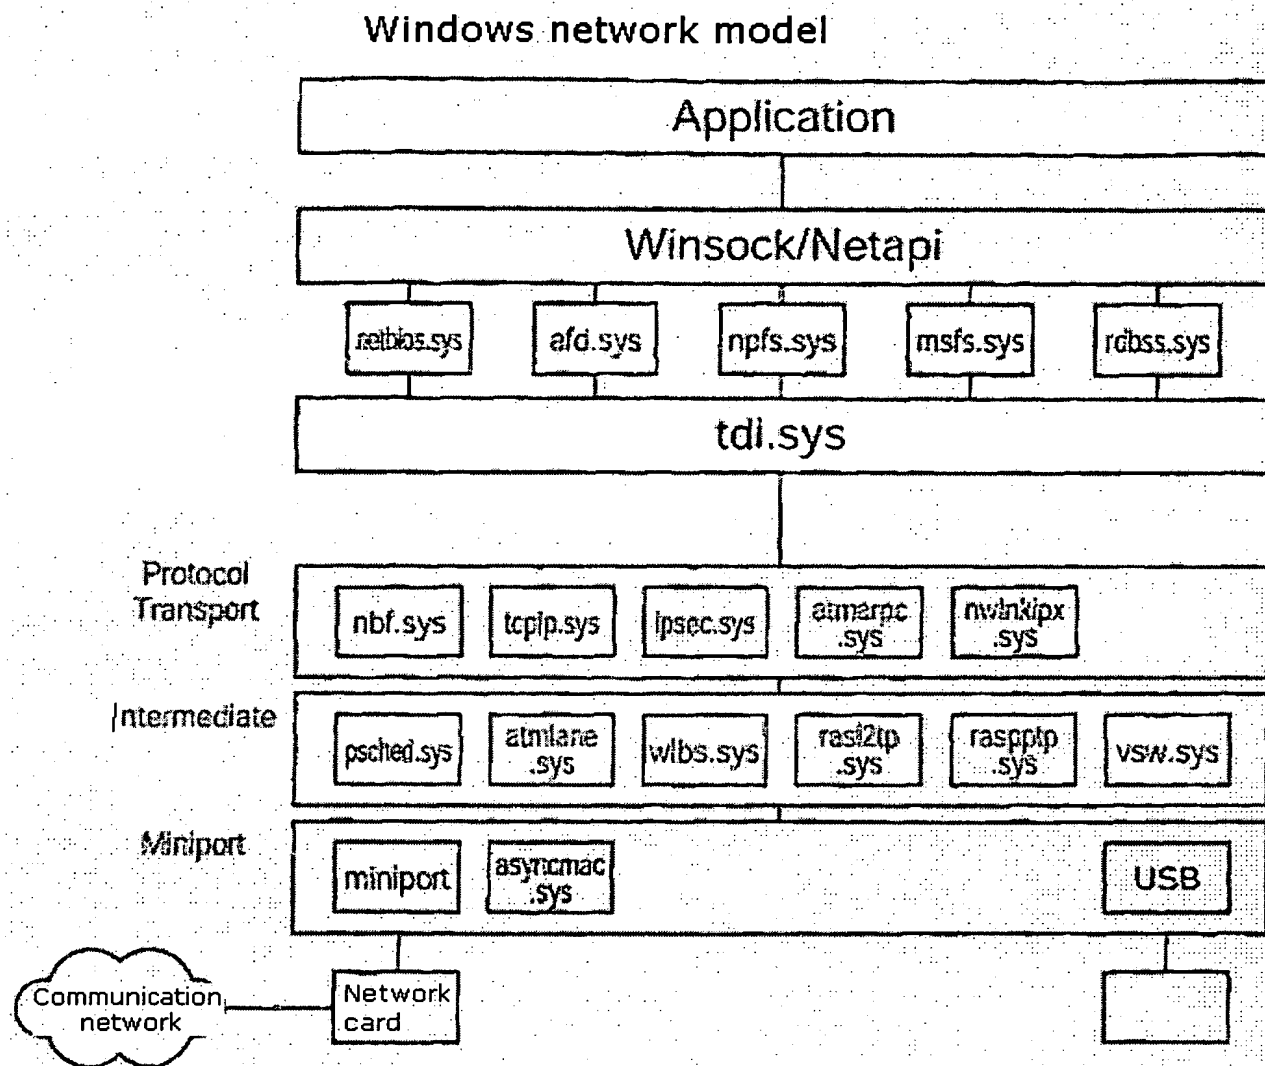 Windows network model
Application
Winsock/Netapi
netbios.sys
afd.sys
npfs.sys
msfs.sys
rdbss.sys
tdi.sys
Protocol
Transport
nbf.sys
tcpip.sys
ipsec.sys
atmarpc
.sys
nwlnkipx
.sys
Intermediate
psched.sys
atmlane
.sys
wlbs.sys
rasl2tp
.sys
raspptp
.sys
vsw.sys
Miniport
miniport
asyncmac
.sys
USB
Communication
network
Network
card